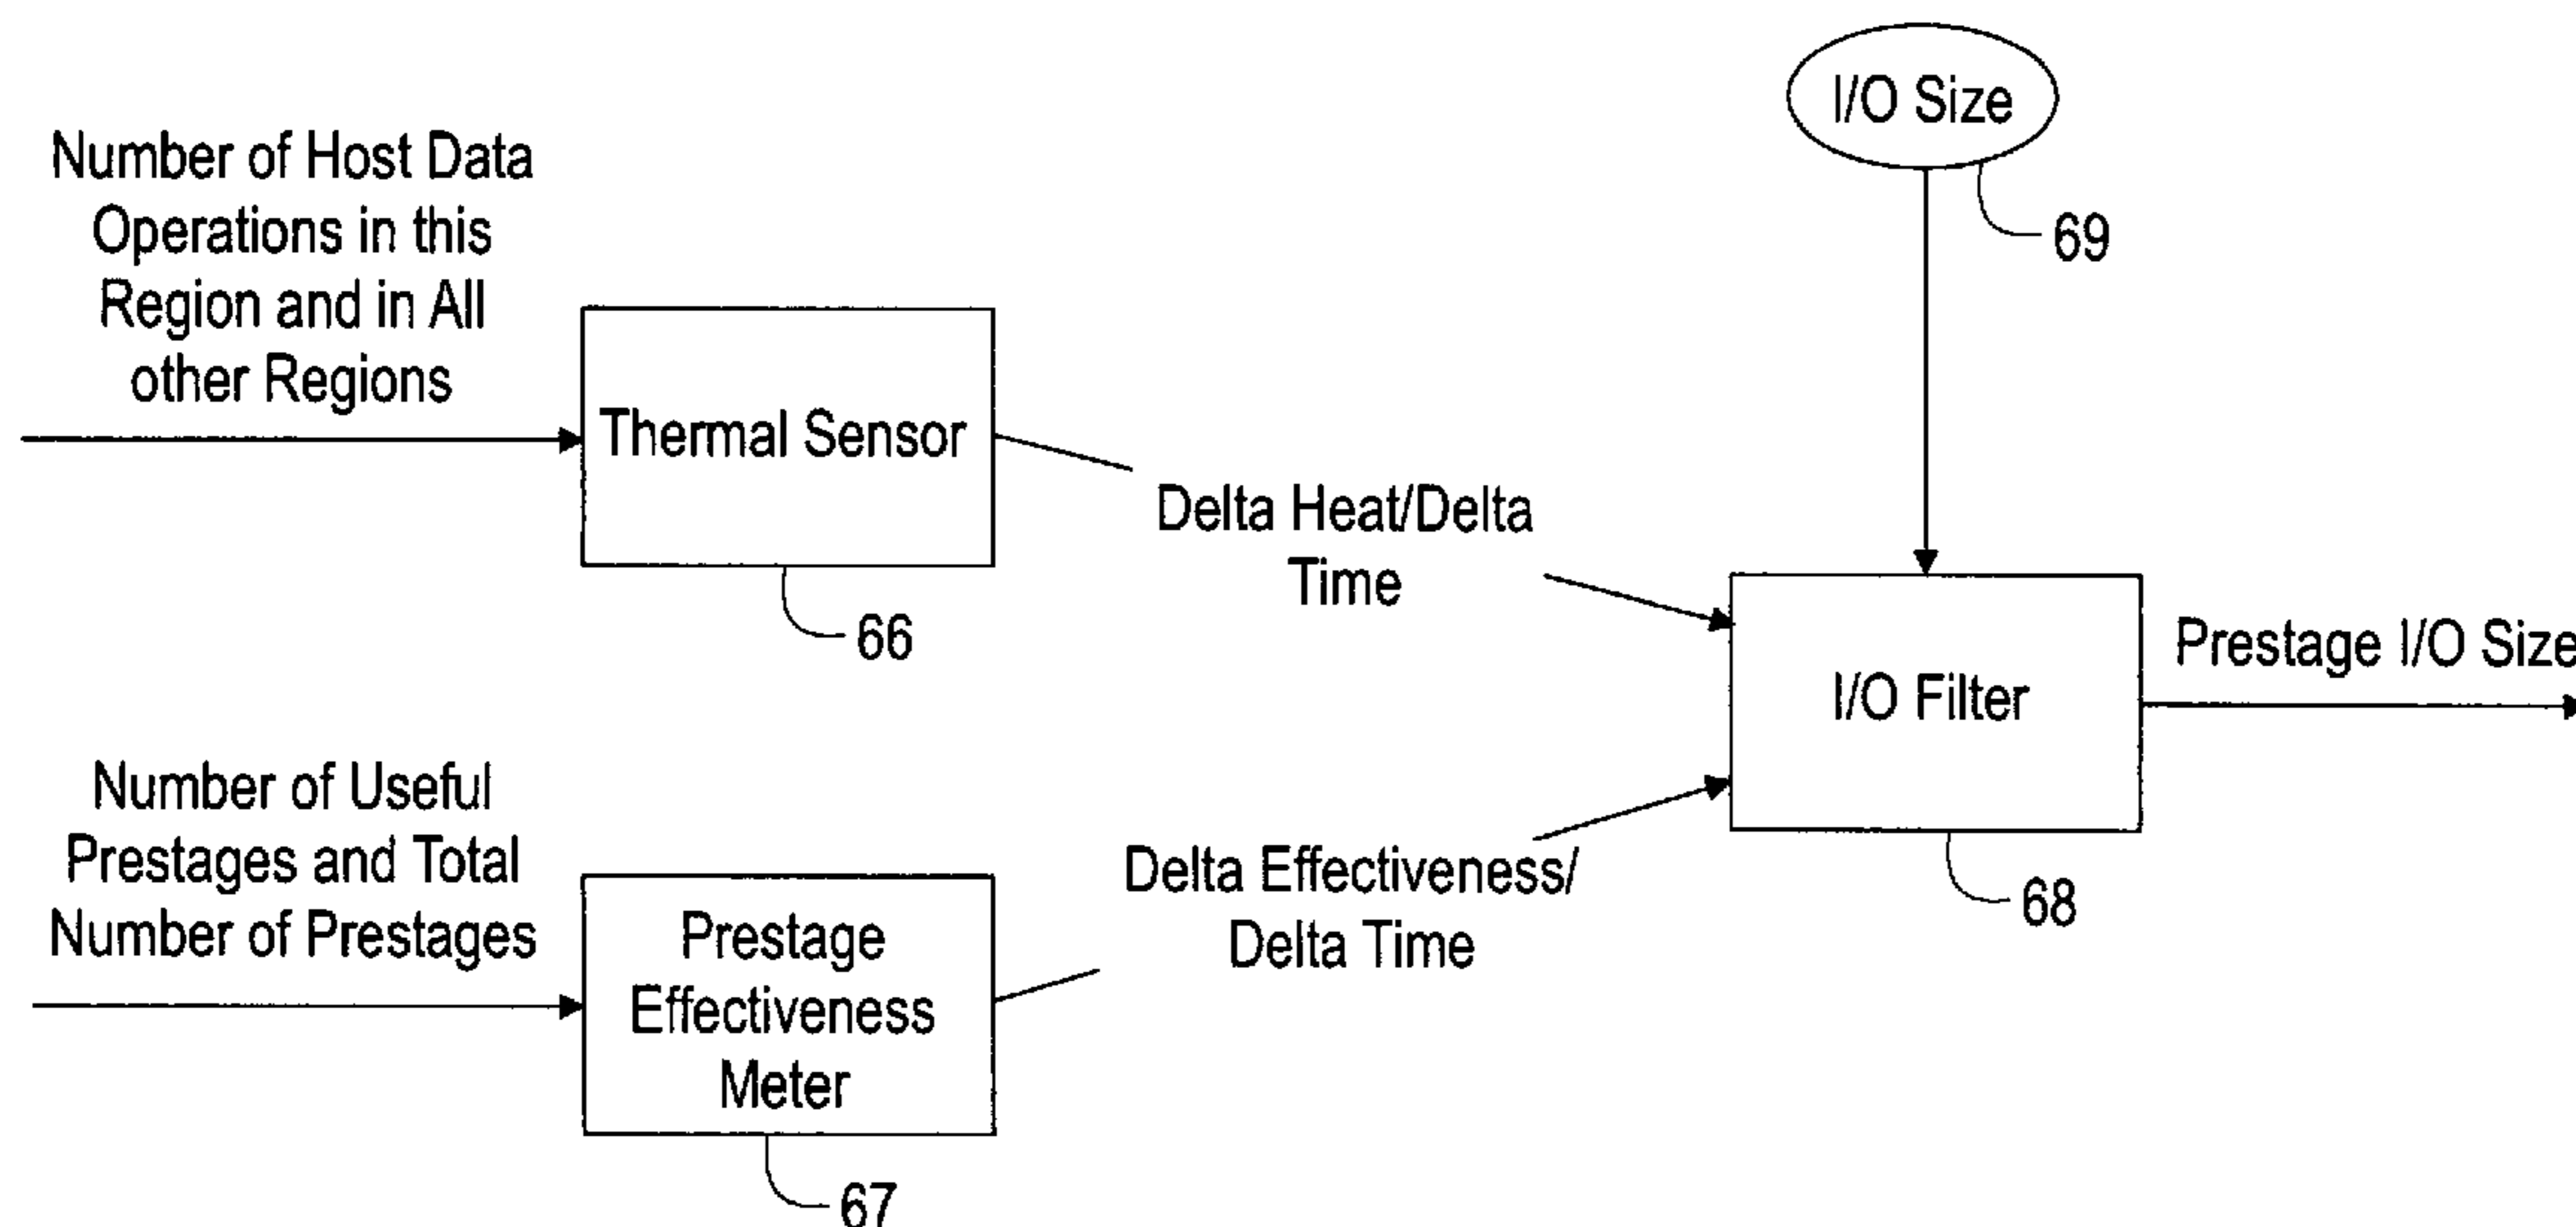 I/O Size
69
Number of Host Data
Operations in this
Region and in All
other Regions
Thermal Sensor
66
Delta Heat/Delta
Time
I/O Filter
68
Prestage I/O Size
Number of Useful
Prestages and Total
Number of Prestages
Prestage
Effectiveness
Meter
67
Delta Effectiveness/
Delta Time